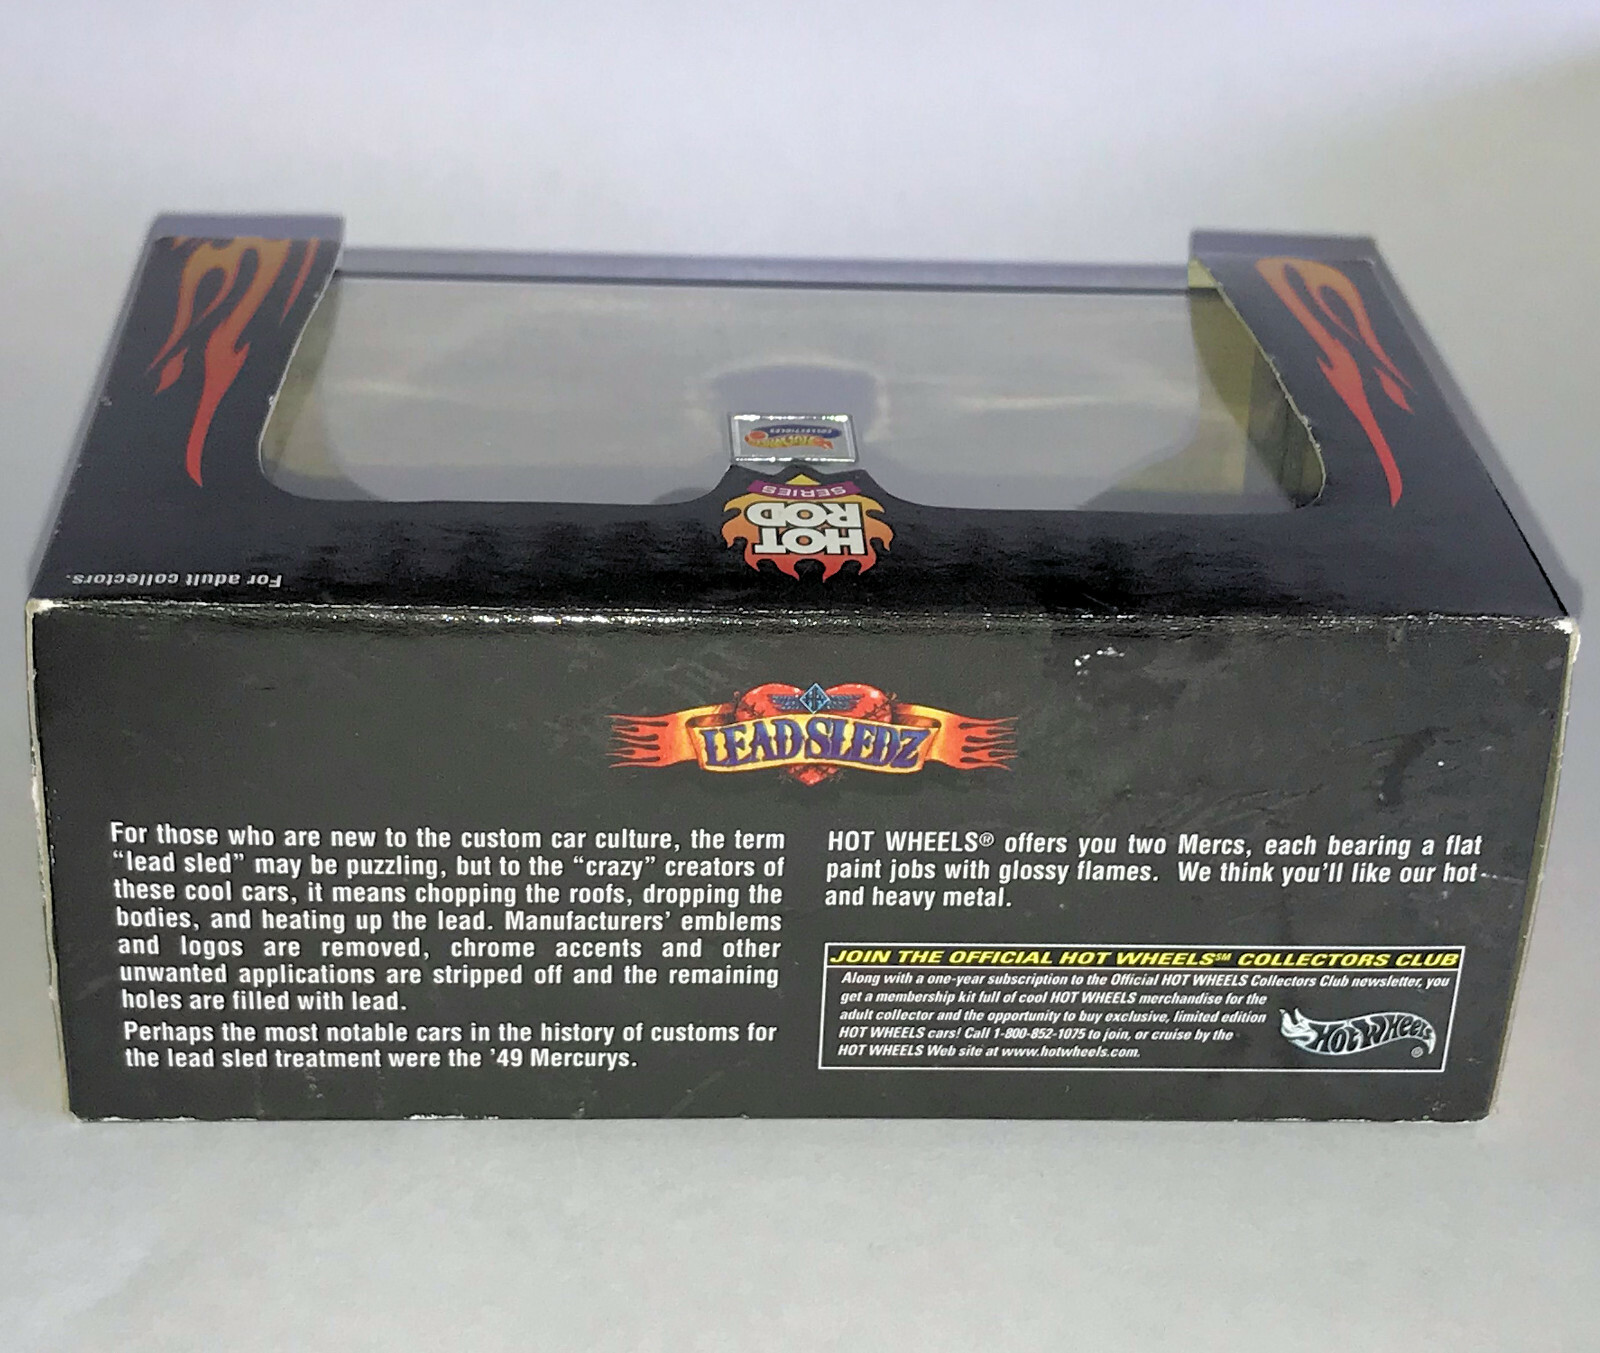 HOT WHEELS
COLLECTIBLES
SERIES
HOT
ROD
For adult collectors.
LEAD SLEDZ
For those who are new to the custom car culture, the term
“lead sled” may be puzzling, but to the “crazy” creators of
these cool cars, it means chopping the roofs, dropping the
bodies, and heating up the lead. Manufacturers’ emblems
and logos are removed, chrome accents and other
unwanted applications are stripped off and the remaining
holes are filled with lead.
Perhaps the most notable cars in the history of customs for
the lead sled treatment were the ’49 Mercurys.
HOT WHEELS® offers you two Mercs, each bearing a flat
paint jobs with glossy flames. We think you’ll like our hot
and heavy metal.
JOIN THE OFFICIAL HOT WHEELS℠ COLLECTORS CLUB
Along with a one-year subscription to the Official HOT WHEELS Collectors Club newsletter, you
get a membership kit full of cool HOT WHEELS merchandise for the
adult collector and the opportunity to buy exclusive, limited edition
HOT WHEELS cars! Call 1-800-852-1075 to join, or cruise by the
HOT WHEELS Web site at www.hotwheels.com.
HOT WHEELS®